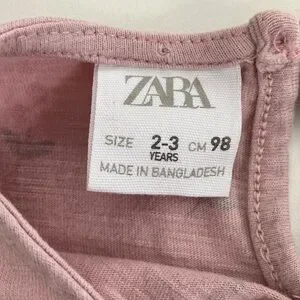 ZARA
SIZE 2-3 CM 98
YEARS
MADE IN BANGLADESH